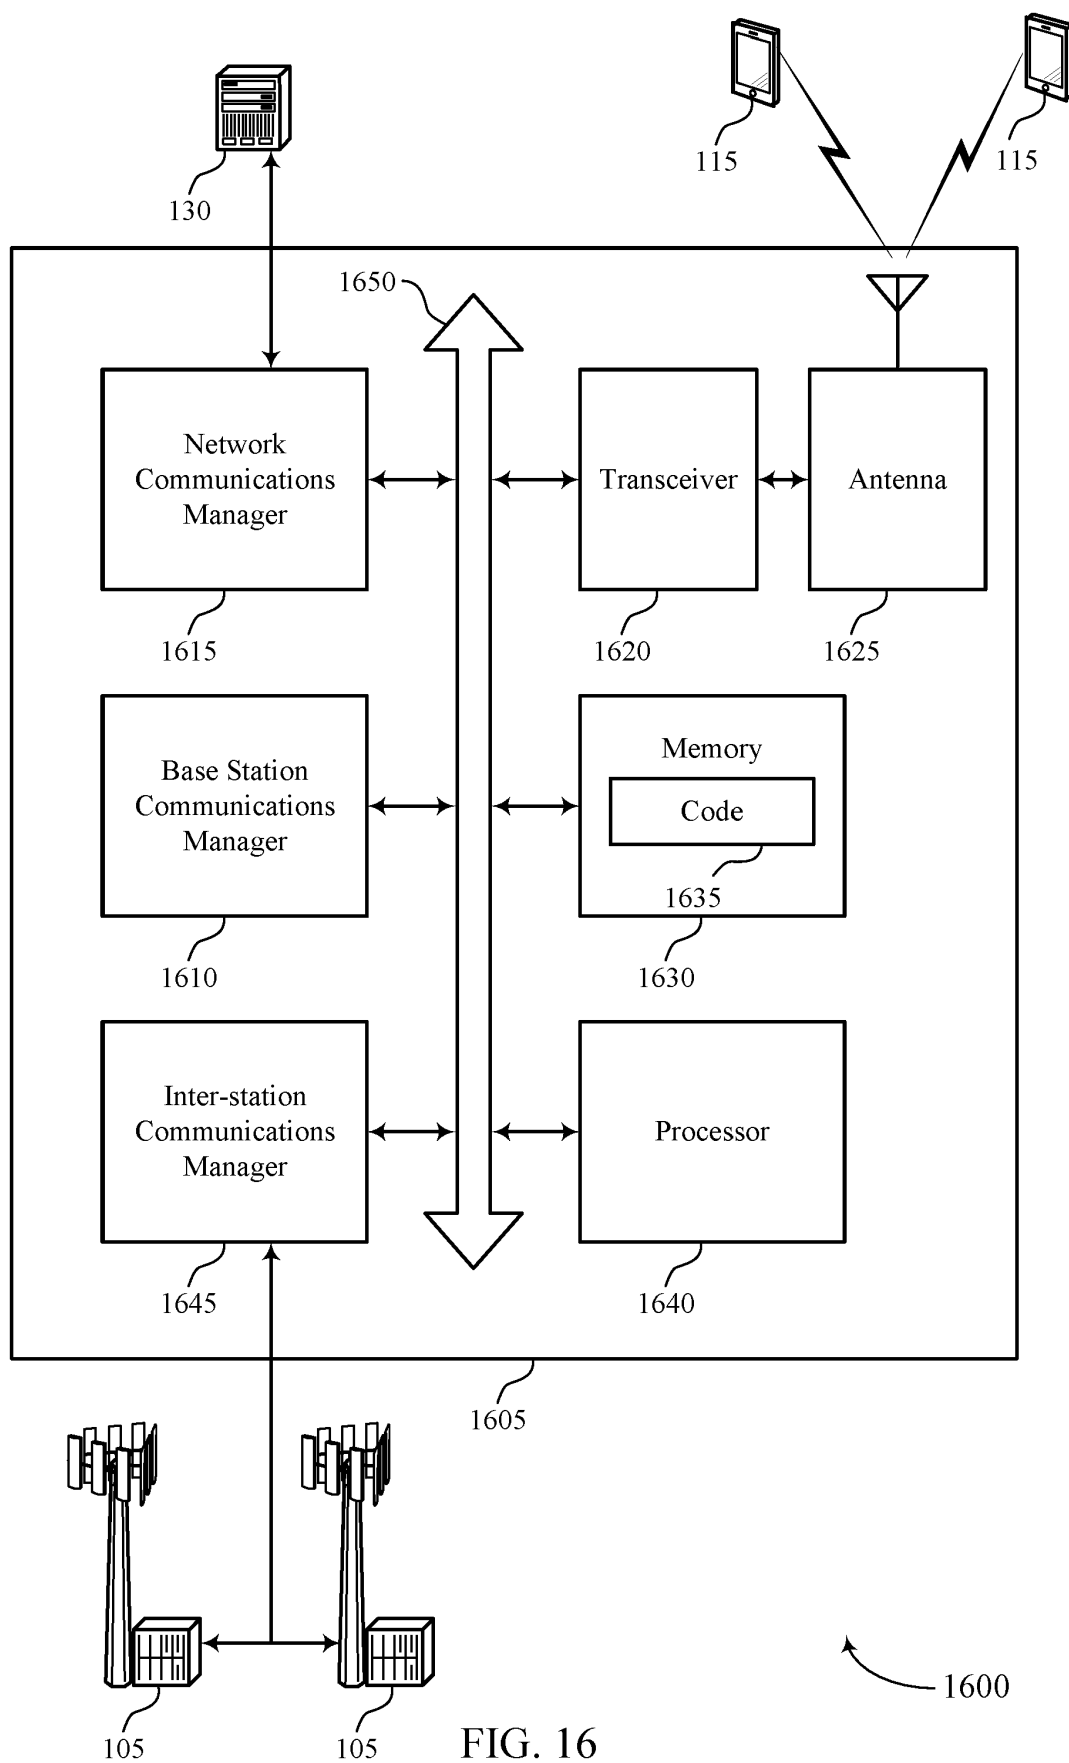 115
115
130
1650
Network
Communications
Manager
Transceiver
Antenna
1615
1620
1625
Base Station
Communications
Manager
Memory
Code
1635
1610
1630
Inter-station
Communications
Manager
Processor
1645
1640
1605
1600
105
105
FIG. 16